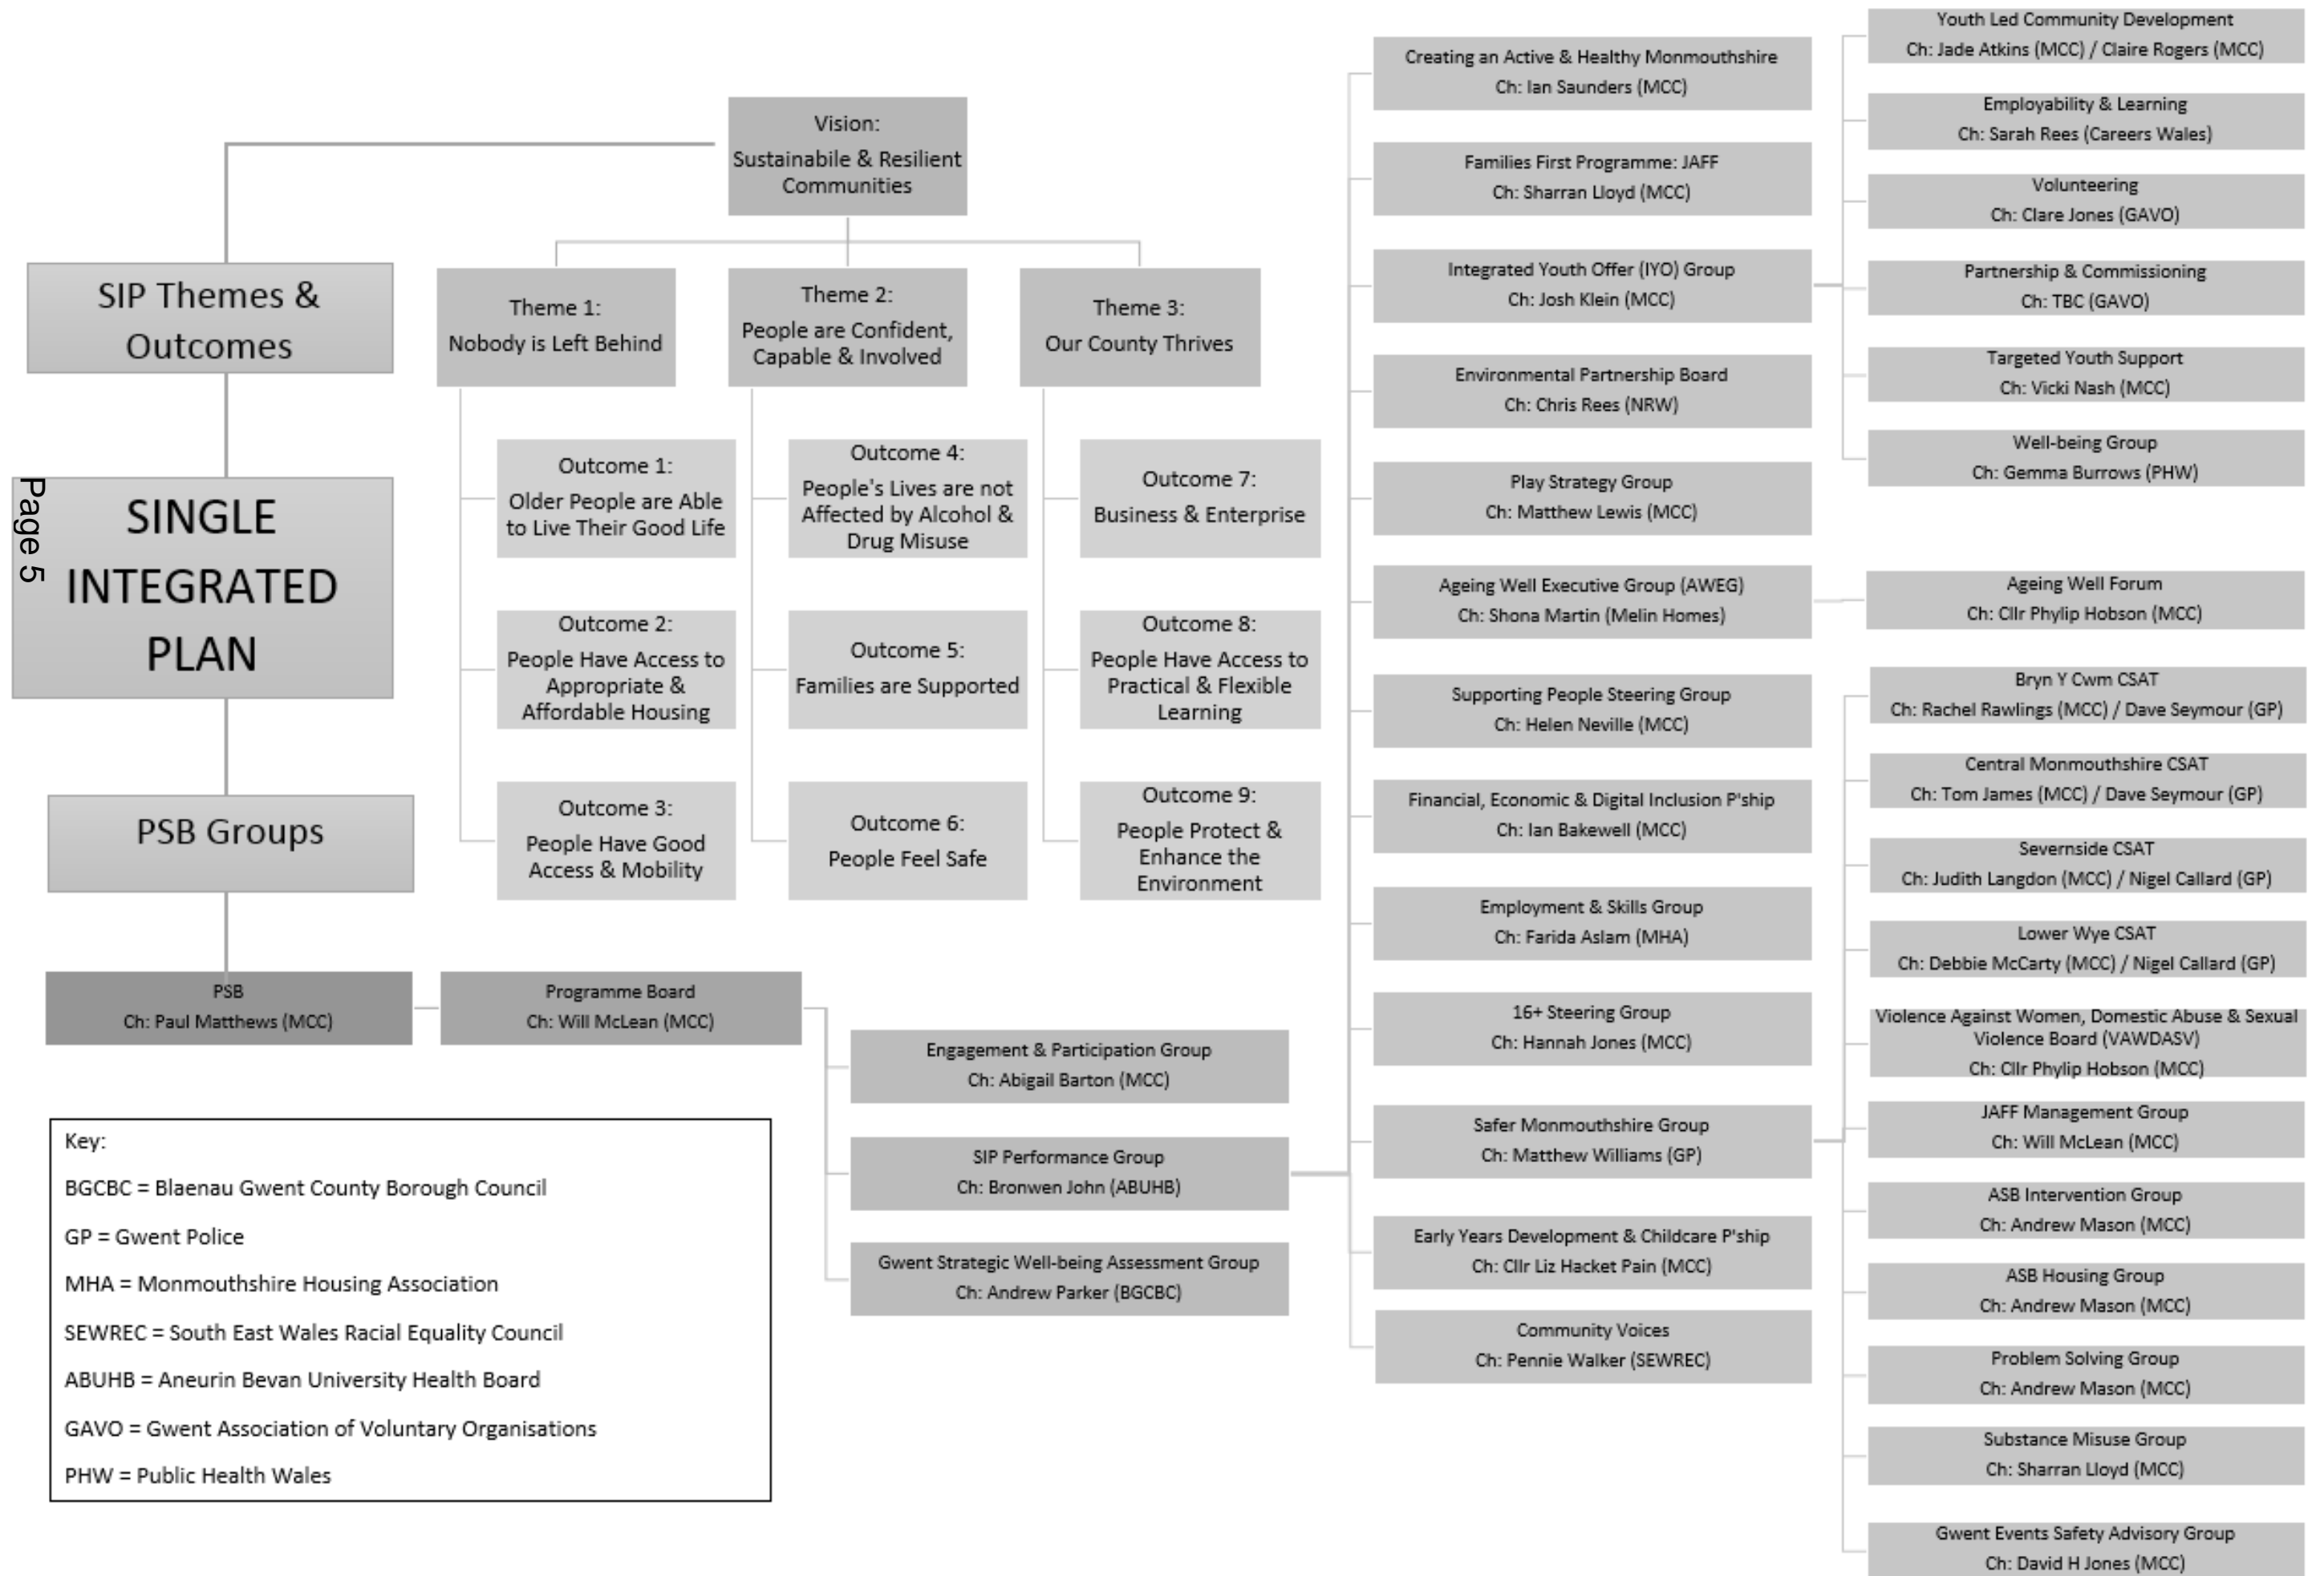 Page 5
SIP Themes &
Outcomes
SINGLE
INTEGRATED
PLAN
PSB Groups
PSB
Ch: Paul Matthews (MCC)
Programme Board
Ch: Will McLean (MCC)
Vision:
Sustainabile & Resilient
Communities
Theme 1:
Nobody is Left Behind
Outcome 1:
Older People are Able
to Live Their Good Life
Outcome 2:
People Have Access to
Appropriate &
Affordable Housing
Outcome 3:
People Have Good
Access & Mobility
Theme 2:
People are Confident,
Capable & Involved
Outcome 4:
People's Lives are not
Affected by Alcohol &
Drug Misuse
Outcome 5:
Families are Supported
Outcome 6:
People Feel Safe
Theme 3:
Our County Thrives
Outcome 7:
Business & Enterprise
Outcome 8:
People Have Access to
Practical & Flexible
Learning
Outcome 9:
People Protect &
Enhance the
Environment
Engagement & Participation Group
Ch: Abigail Barton (MCC)
SIP Performance Group
Ch: Bronwen John (ABUHB)
Gwent Strategic Well-being Assessment Group
Ch: Andrew Parker (BGCBC)
Key:
BGCBC = Blaenau Gwent County Borough Council
GP = Gwent Police
MHA = Monmouthshire Housing Association
SEWREC = South East Wales Racial Equality Council
ABUHB = Aneurin Bevan University Health Board
GAVO = Gwent Association of Voluntary Organisations
PHW = Public Health Wales
Creating an Active & Healthy Monmouthshire
Ch: Ian Saunders (MCC)
Families First Programme: JAFF
Ch: Sharran Lloyd (MCC)
Integrated Youth Offer (IYO) Group
Ch: Josh Klein (MCC)
Environmental Partnership Board
Ch: Chris Rees (NRW)
Play Strategy Group
Ch: Matthew Lewis (MCC)
Ageing Well Executive Group (AWEG)
Ch: Shona Martin (Melin Homes)
Supporting People Steering Group
Ch: Helen Neville (MCC)
Financial, Economic & Digital Inclusion P'ship
Ch: Ian Bakewell (MCC)
Employment & Skills Group
Ch: Farida Aslam (MHA)
16+ Steering Group
Ch: Hannah Jones (MCC)
Safer Monmouthshire Group
Ch: Matthew Williams (GP)
Early Years Development & Childcare P'ship
Ch: Cllr Liz Hacket Pain (MCC)
Community Voices
Ch: Pennie Walker (SEWREC)
Youth Led Community Development
Ch: Jade Atkins (MCC) / Claire Rogers (MCC)
Employability & Learning
Ch: Sarah Rees (Careers Wales)
Volunteering
Ch: Clare Jones (GAVO)
Partnership & Commissioning
Ch: TBC (GAVO)
Targeted Youth Support
Ch: Vicki Nash (MCC)
Well-being Group
Ch: Gemma Burrows (PHW)
Ageing Well Forum
Ch: Cllr Phylip Hobson (MCC)
Bryn Y Cwm CSAT
Ch: Rachel Rawlings (MCC) / Dave Seymour (GP)
Central Monmouthshire CSAT
Ch: Tom James (MCC) / Dave Seymour (GP)
Severnside CSAT
Ch: Judith Langdon (MCC) / Nigel Callard (GP)
Lower Wye CSAT
Ch: Debbie McCarty (MCC) / Nigel Callard (GP)
Violence Against Women, Domestic Abuse & Sexual
Violence Board (VAWDASV)
Ch: Cllr Phylip Hobson (MCC)
JAFF Management Group
Ch: Will McLean (MCC)
ASB Intervention Group
Ch: Andrew Mason (MCC)
ASB Housing Group
Ch: Andrew Mason (MCC)
Problem Solving Group
Ch: Andrew Mason (MCC)
Substance Misuse Group
Ch: Sharran Lloyd (MCC)
Gwent Events Safety Advisory Group
Ch: David H Jones (MCC)